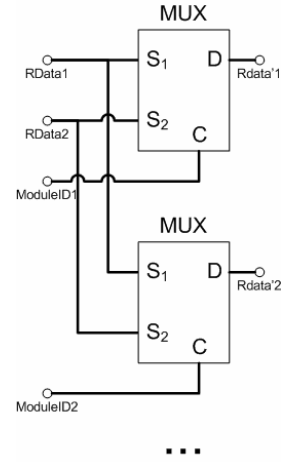 MUX
RData1
S₁ D
Rdata'1
RData2
S₂
C
ModuleID1
MUX
S₁ D
Rdata'2
S₂
C
ModuleID2
...